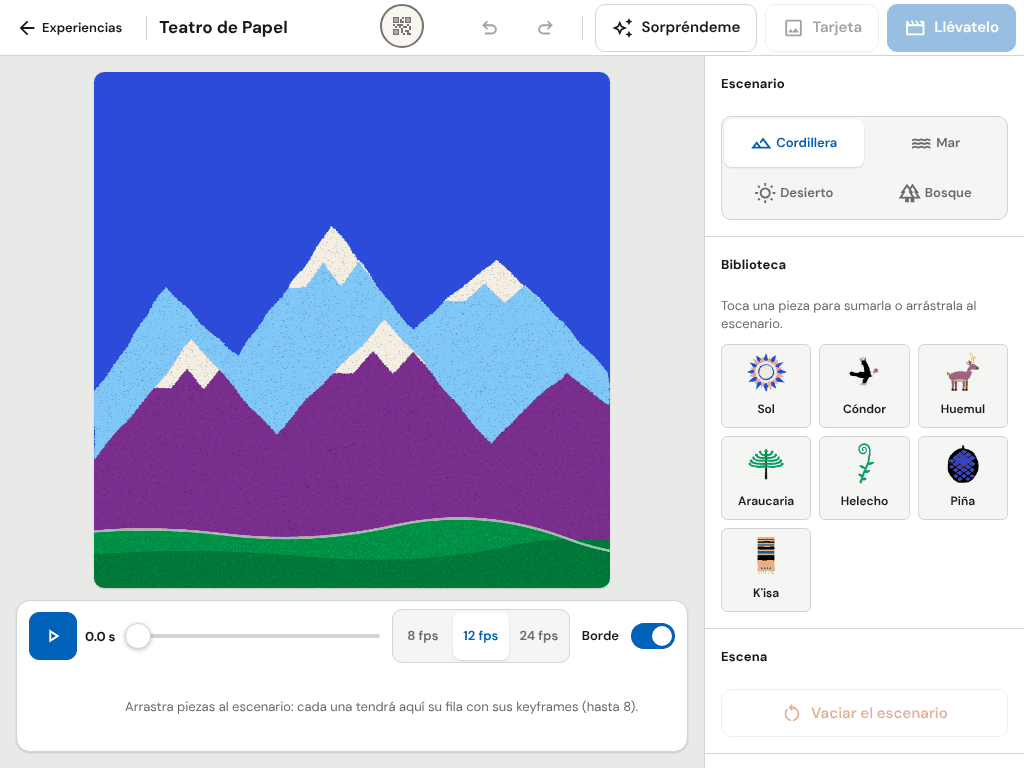 Experiencias
Teatro de Papel
Sorpréndeme
Tarjeta
Llévatelo
Escenario
Cordillera
Mar
Desierto
Bosque
Biblioteca
Toca una pieza para sumarla o arrástrala al
escenario.
Sol
Cóndor
Huemul
Araucaria
Helecho
Piña
K'isa
Escena
Vaciar el escenario
0.0 s
8 fps
12 fps
24 fps
Borde
Arrastra piezas al escenario: cada una tendrá aquí su fila con sus keyframes (hasta 8).